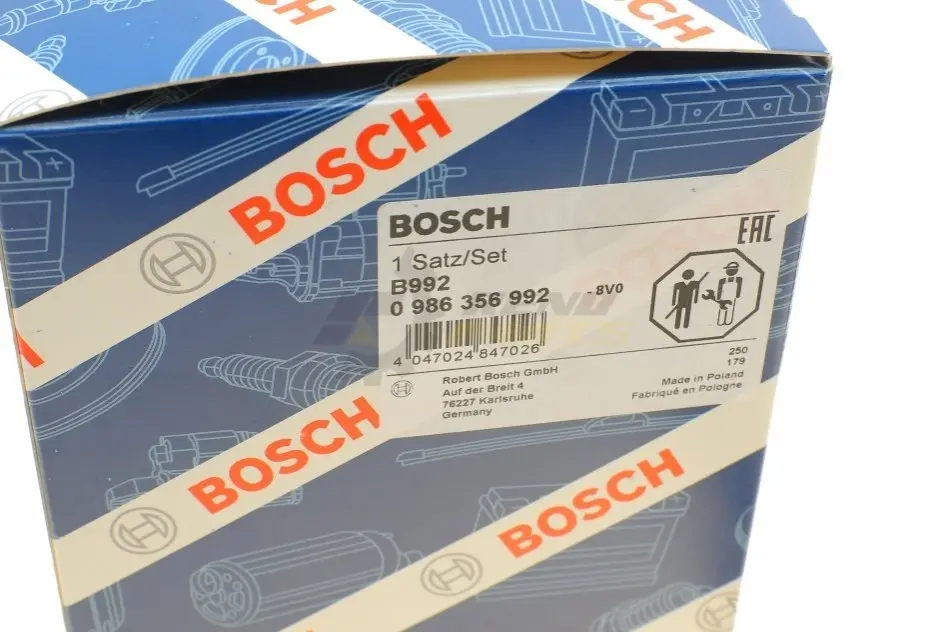 BOSCH
BOSCH
BOSCH
EAC
1 Satz/Set
B992
0 986 356 992 - 8V0
4 047024 847026
250
179
Robert Bosch GmbH
Auf der Breit 4
76227 Karlsruhe
Germany
Made in Poland
Fabriqué en Pologne
BOSCH
BOSCH